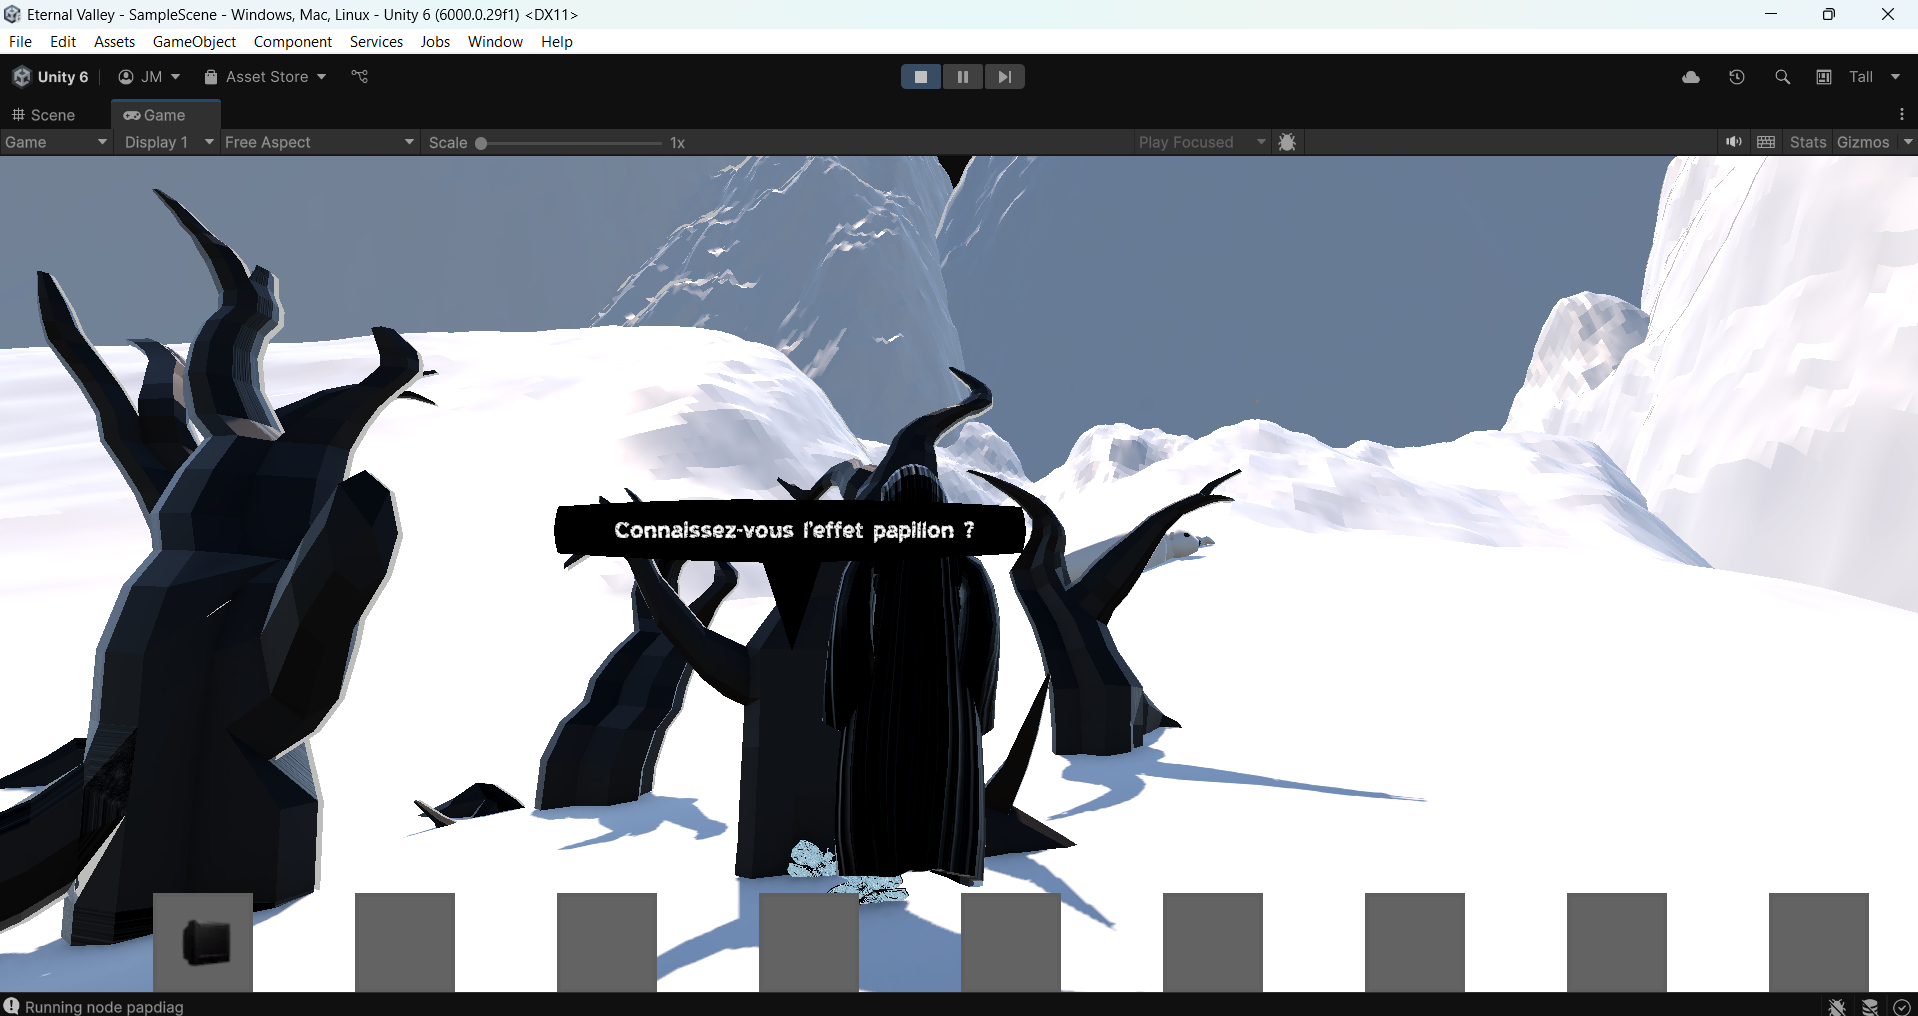 Eternal Valley - SampleScene - Windows, Mac, Linux - Unity 6 (6000.0.29f1) <DX11>
File Edit Assets GameObject Component Services Jobs Window Help
Unity 6 JM Asset Store Tall
Scene Game
Game Display 1 Free Aspect Scale 1x Play Focused Stats Gizmos
Connaissez-vous l'effet papillon ?
Running node papdiag